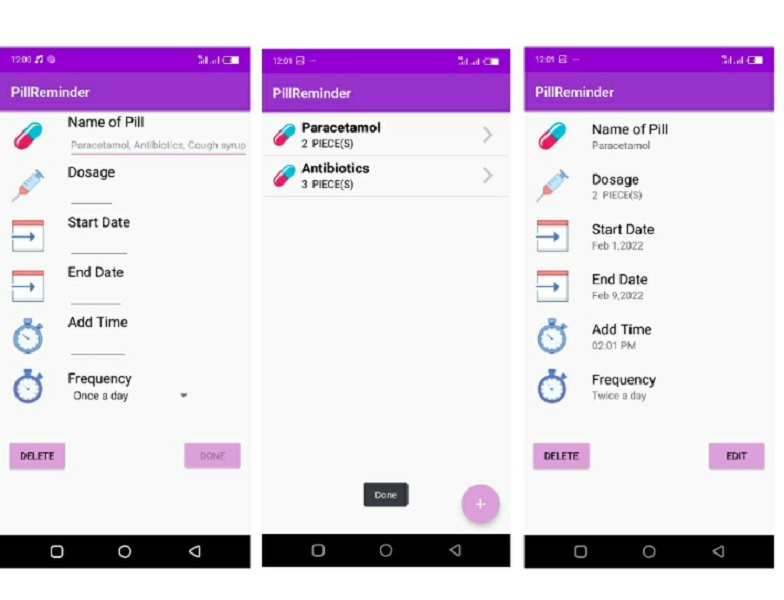 12:00
PillReminder
Name of Pill
Paracetamol, Antibiotics, Cough syrup
Dosage
Start Date
End Date
Add Time
Frequency
Once a day
DELETE
DONE
12:01
PillReminder
Paracetamol
2 PIECE(S)
Antibiotics
3 PIECE(S)
Done
+
12:01
PillReminder
Name of Pill
Paracetamol
Dosage
2 PIECE(S)
Start Date
Feb 1,2022
End Date
Feb 9,2022
Add Time
02:01 PM
Frequency
Twice a day
DELETE
EDIT